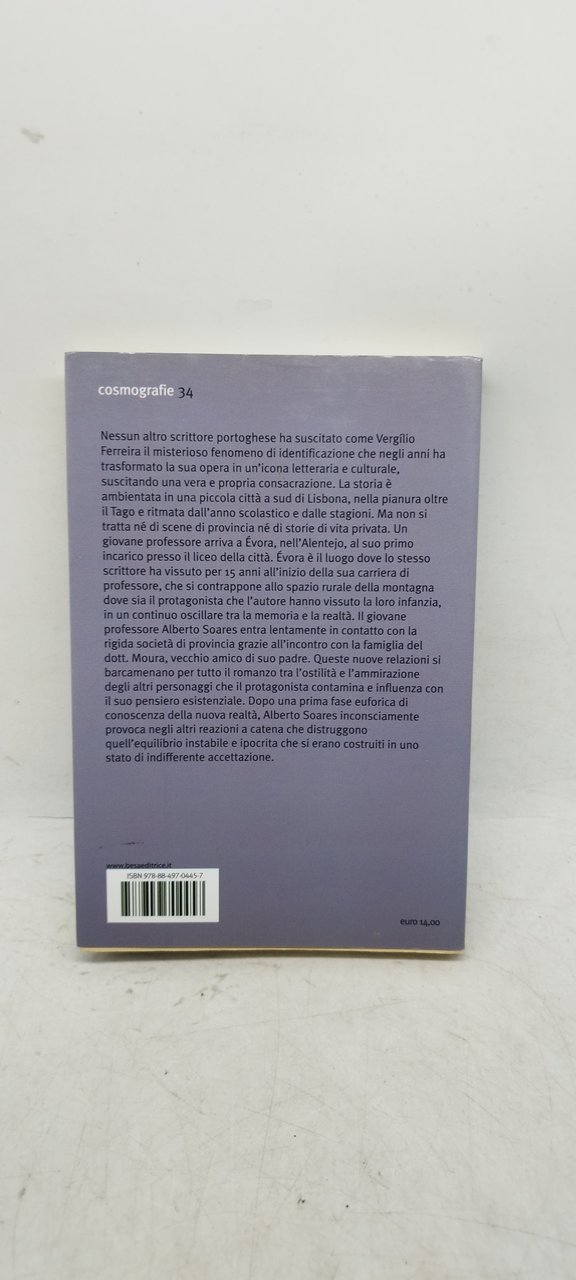 cosmografie 34
Nessun altro scrittore portoghese ha suscitato come Vergílio
Ferreira il misterioso fenomeno di identificazione che negli anni ha
trasformato la sua opera in un'icona letteraria e culturale,
suscitando una vera e propria consacrazione. La storia è
ambientata in una piccola città a sud di Lisbona, nella pianura oltre
il Tago e ritmata dall'anno scolastico e dalle stagioni. Ma non si
tratta né di scene di provincia né di storie di vita privata. Un
giovane professore arriva a Évora, nell'Alentejo, al suo primo
incarico presso il liceo della città. Évora è il luogo dove lo stesso
scrittore ha vissuto per 15 anni all'inizio della sua carriera di
professore, che si contrappone allo spazio rurale della montagna
dove sia il protagonista che l'autore hanno vissuto la loro infanzia,
in un continuo oscillare tra la memoria e la realtà. Il giovane
professore Alberto Soares entra lentamente in contatto con la
rigida società di provincia grazie all'incontro con la famiglia del
dott. Moura, vecchio amico di suo padre. Queste nuove relazioni si
barcamenano per tutto il romanzo tra l'ostilità e l'ammirazione
degli altri personaggi che il protagonista contamina e influenza con
il suo pensiero esistenziale. Dopo una prima fase euforica di
conoscenza della nuova realtà, Alberto Soares inconsciamente
provoca negli altri reazioni a catena che distruggono
quell'equilibrio instabile e ipocrita che si erano costruiti in uno
stato di indifferente accettazione.
www.besaeditrice.it
ISBN 978-88-497-0445-7
euro 14,00